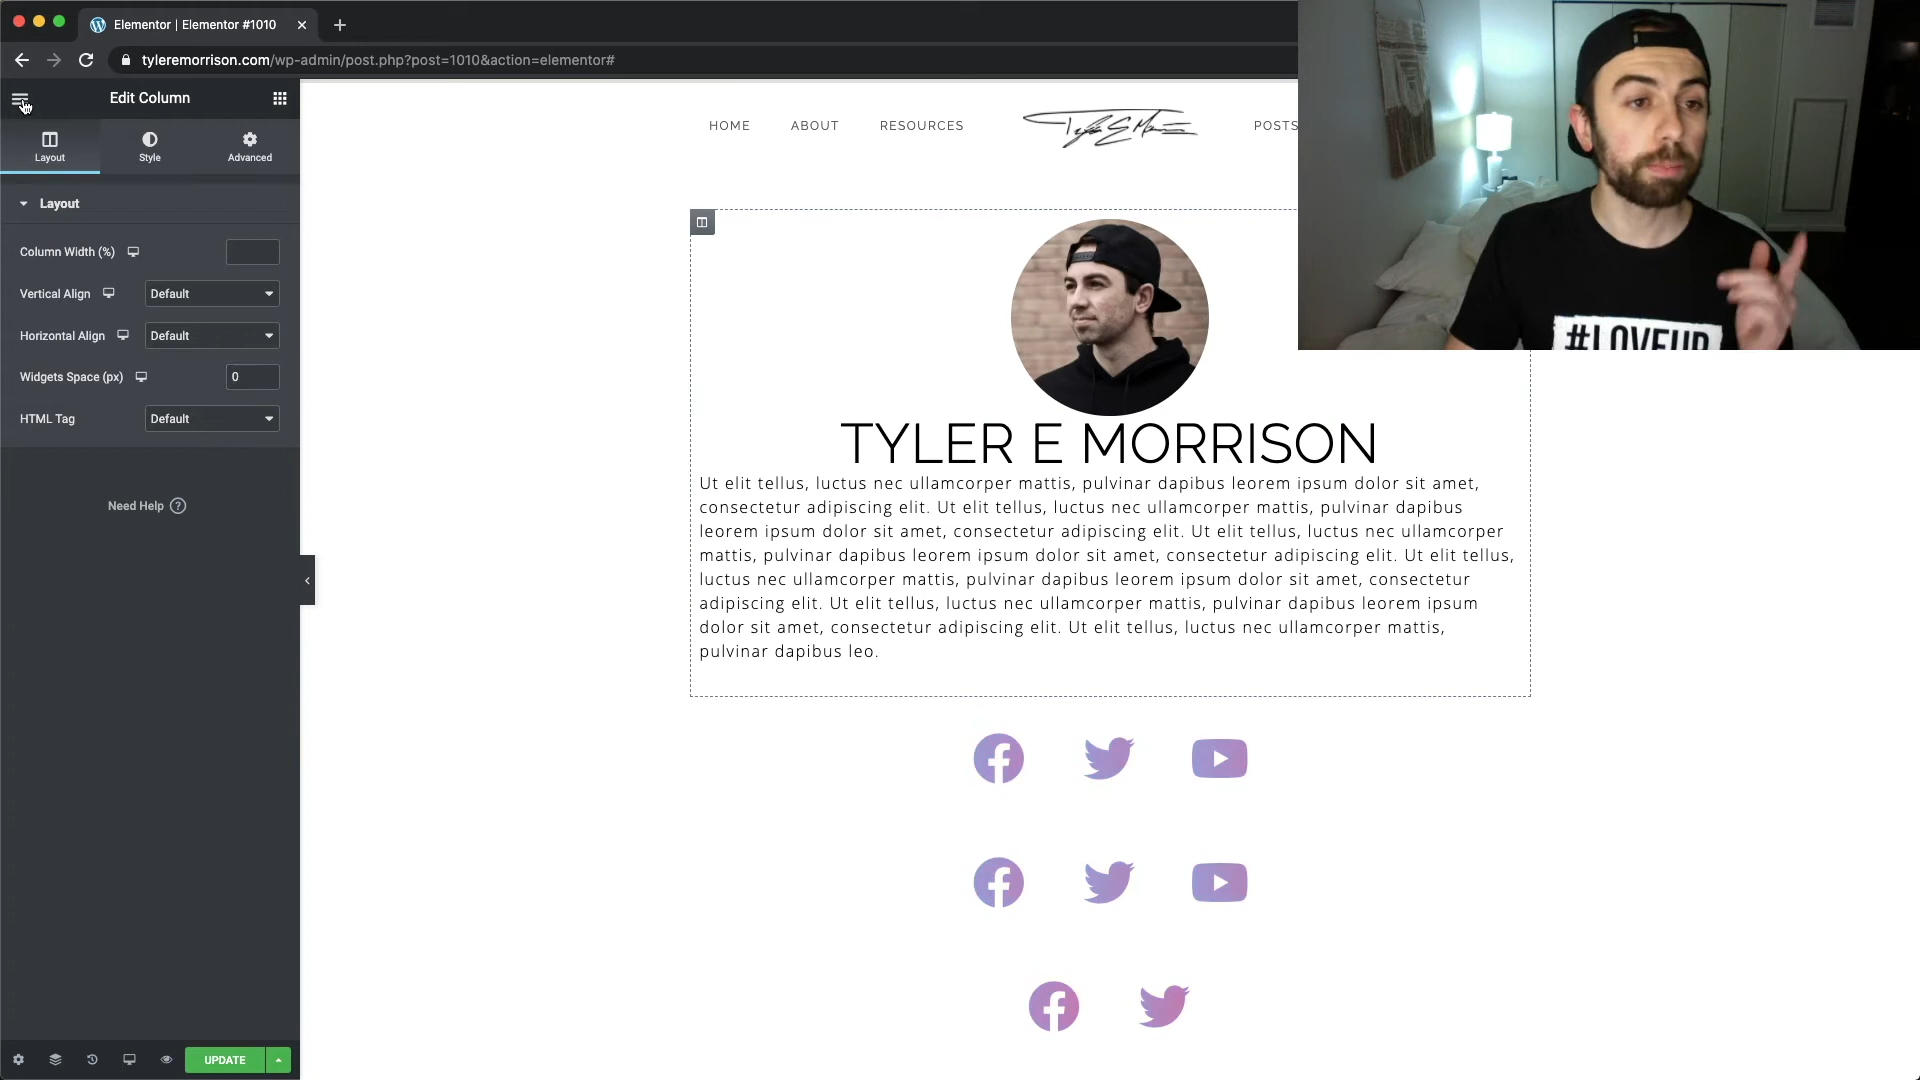 Elementor | Elementor #1010
tyleremorrison.com/wp-admin/post.php?post=1010&action=elementor#
Edit Column
Layout
Style
Advanced
Layout
Column Width (%)
Vertical Align
Default
Horizontal Align
Default
Widgets Space (px)
0
HTML Tag
Default
Need Help
UPDATE
HOME
ABOUT
RESOURCES
POSTS
TYLER E MORRISON
Ut elit tellus, luctus nec ullamcorper mattis, pulvinar dapibus leorem ipsum dolor sit amet,
consectetur adipiscing elit. Ut elit tellus, luctus nec ullamcorper mattis, pulvinar dapibus
leorem ipsum dolor sit amet, consectetur adipiscing elit. Ut elit tellus, luctus nec ullamcorper
mattis, pulvinar dapibus leorem ipsum dolor sit amet, consectetur adipiscing elit. Ut elit tellus,
luctus nec ullamcorper mattis, pulvinar dapibus leorem ipsum dolor sit amet, consectetur
adipiscing elit. Ut elit tellus, luctus nec ullamcorper mattis, pulvinar dapibus leorem ipsum
dolor sit amet, consectetur adipiscing elit. Ut elit tellus, luctus nec ullamcorper mattis,
pulvinar dapibus leo.
#LOVEUR